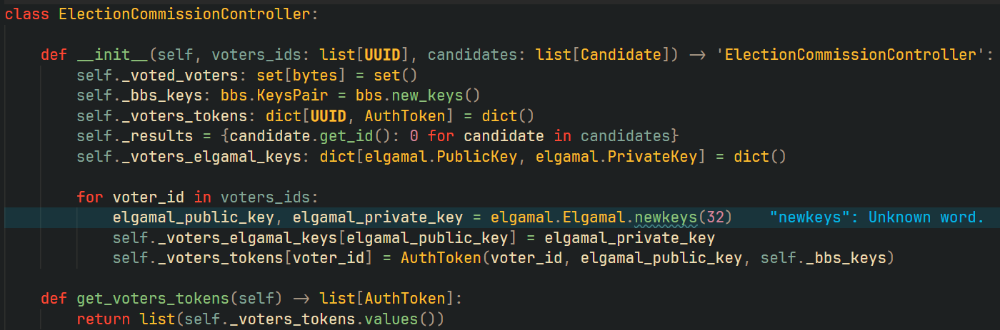 class ElectionCommissionController:
def __init__(self, voters_ids: list[UUID], candidates: list[Candidate]) -> 'ElectionCommissionController':
self._voted_voters: set[bytes] = set()
self._bbs_keys: bbs.KeysPair = bbs.new_keys()
self._voters_tokens: dict[UUID, AuthToken] = dict()
self._results = {candidate.get_id(): 0 for candidate in candidates}
self._voters_elgamal_keys: dict[elgamal.PublicKey, elgamal.PrivateKey] = dict()
for voter_id in voters_ids:
elgamal_public_key, elgamal_private_key = elgamal.Elgamal.newkeys(32) "newkeys": Unknown word.
self._voters_elgamal_keys[elgamal_public_key] = elgamal_private_key
self._voters_tokens[voter_id] = AuthToken(voter_id, elgamal_public_key, self._bbs_keys)
def get_voters_tokens(self) -> list[AuthToken]:
return list(self._voters_tokens.values())